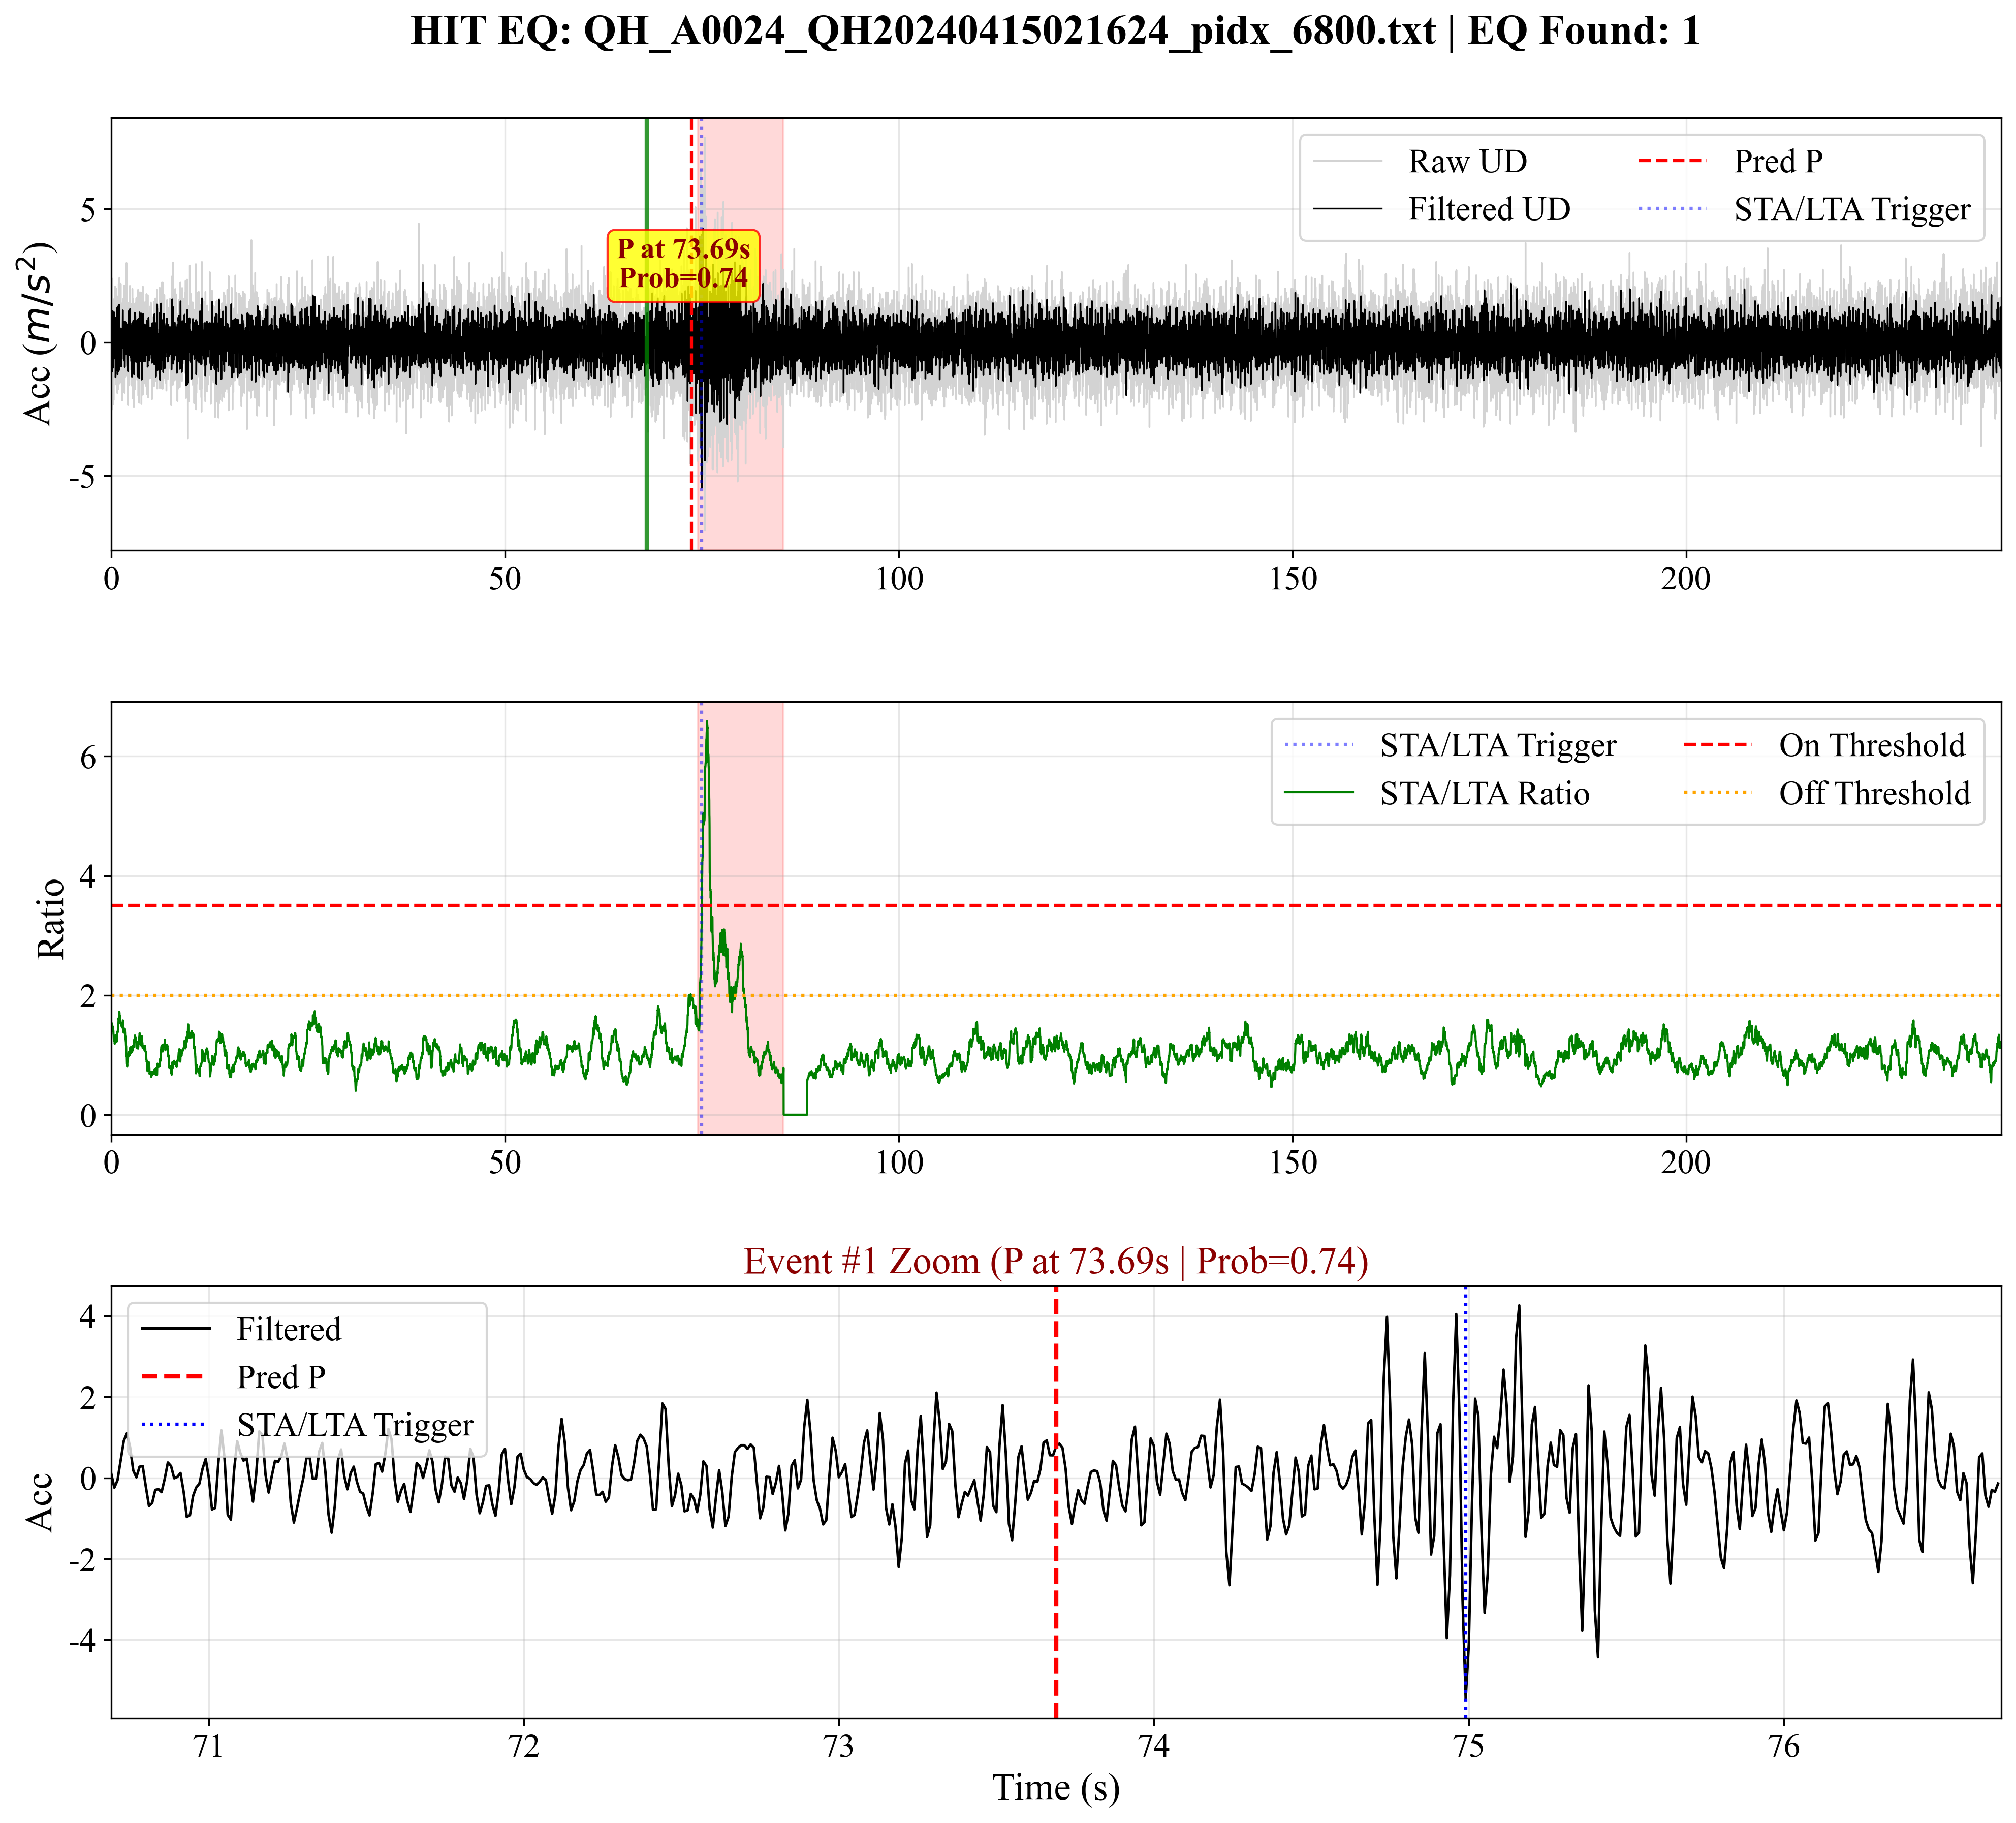 HIT EQ: QH_A0024_QH20240415021624_pidx_6800.txt | EQ Found: 1
Raw UD
Filtered UD
Pred P
STA/LTA Trigger
P at 73.69s
Prob=0.74
Acc (m/s²)
5
0
-5
0 50 100 150 200
STA/LTA Trigger
STA/LTA Ratio
On Threshold
Off Threshold
Ratio
6
4
2
0
0 50 100 150 200
Event #1 Zoom (P at 73.69s | Prob=0.74)
Filtered
Pred P
STA/LTA Trigger
Acc
4
2
0
-2
-4
71 72 73 74 75 76
Time (s)